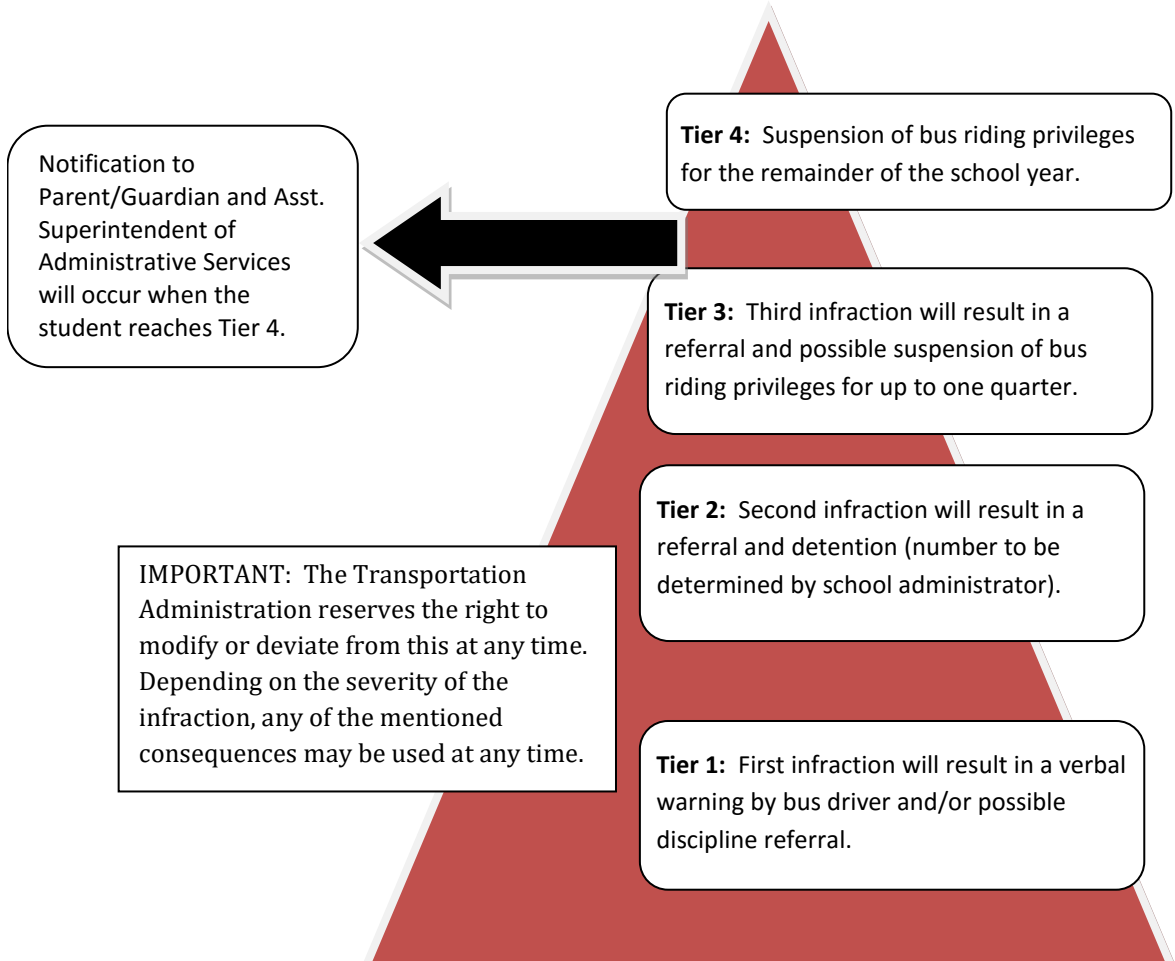 Tier 4: Suspension of bus riding privileges
for the remainder of the school year.
Notification to
Parent/Guardian and Asst.
Superintendent of
Administrative Services
will occur when the
student reaches Tier 4.
Tier 3: Third infraction will result in a
referral and possible suspension of bus
riding privileges for up to one quarter.
Tier 2: Second infraction will result in a
referral and detention (number to be
determined by school administrator).
IMPORTANT: The Transportation
Administration reserves the right to
modify or deviate from this at any time.
Depending on the severity of the
infraction, any of the mentioned
consequences may be used at any time.
Tier 1: First infraction will result in a verbal
warning by bus driver and/or possible
discipline referral.